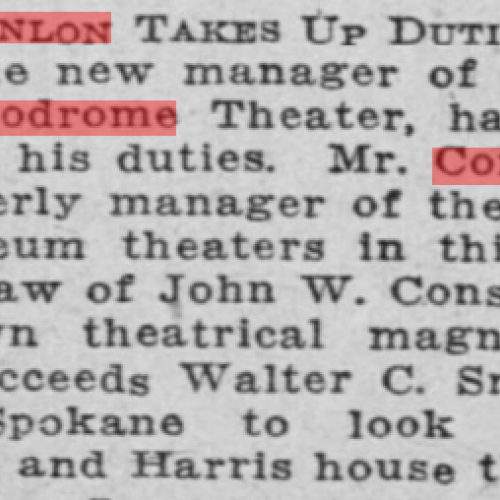 NLON TAKES UP DUTI
e new manager of
odrome Theater, ha
his duties. Mr. Co
erly manager of the
eum theaters in thi
aw of John W. Cons
n theatrical magn
cceeds Walter C. Sm
Spokane to look
and Harris house t